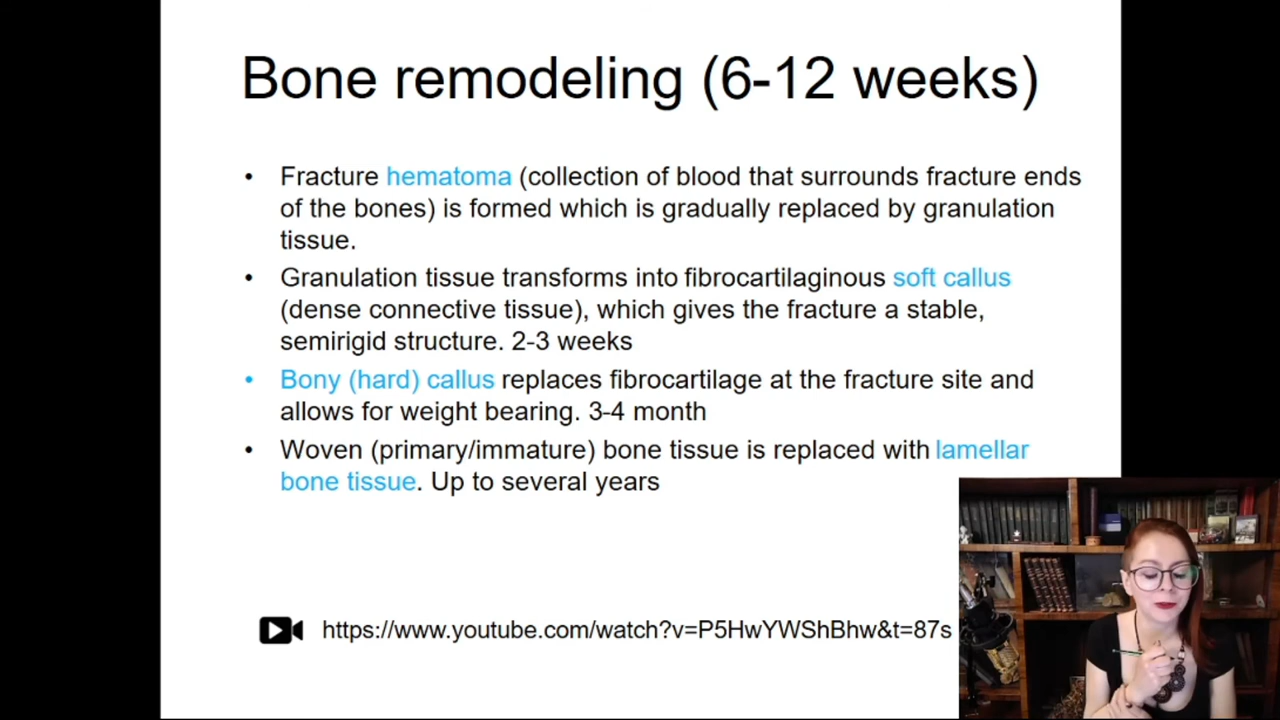 Bone remodeling (6-12 weeks)
• Fracture hematoma (collection of blood that surrounds fracture ends
of the bones) is formed which is gradually replaced by granulation
tissue.
• Granulation tissue transforms into fibrocartilaginous soft callus
(dense connective tissue), which gives the fracture a stable,
semirigid structure. 2-3 weeks
• Bony (hard) callus replaces fibrocartilage at the fracture site and
allows for weight bearing. 3-4 month
• Woven (primary/immature) bone tissue is replaced with lamellar
bone tissue. Up to several years
https://www.youtube.com/watch?v=P5HwYWShBhw&t=87s